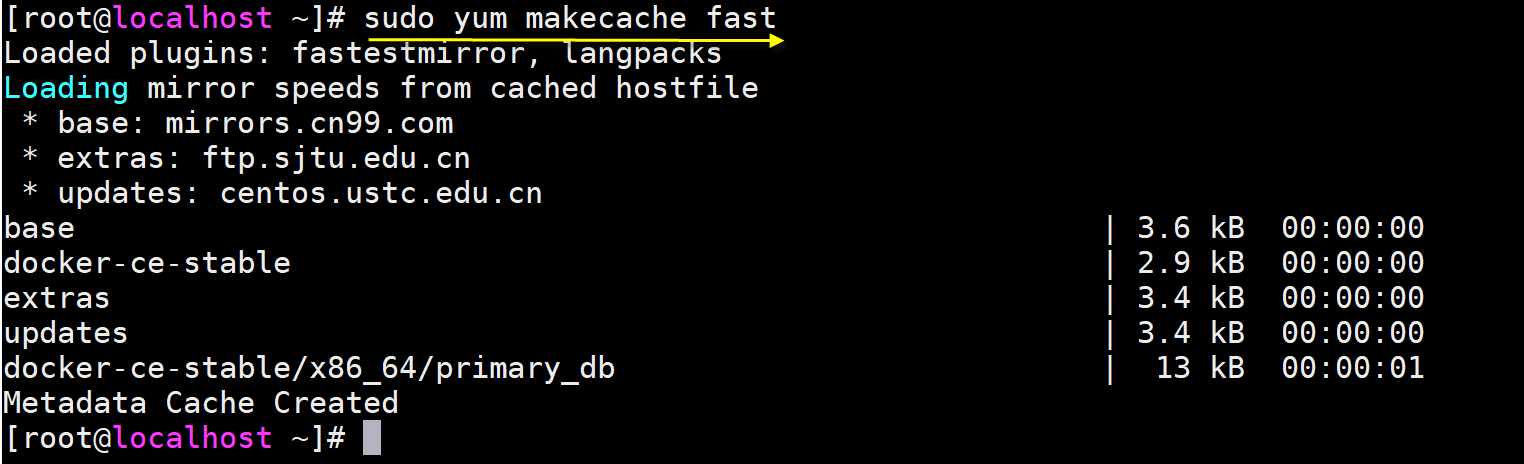 [root@localhost ~]# sudo yum makecache fast
Loaded plugins: fastestmirror, langpacks
Loading mirror speeds from cached hostfile
 * base: mirrors.cn99.com
 * extras: ftp.sjtu.edu.cn
 * updates: centos.ustc.edu.cn
base | 3.6 kB 00:00:00
docker-ce-stable | 2.9 kB 00:00:00
extras | 3.4 kB 00:00:00
updates | 3.4 kB 00:00:00
docker-ce-stable/x86_64/primary_db | 13 kB 00:00:01
Metadata Cache Created
[root@localhost ~]#